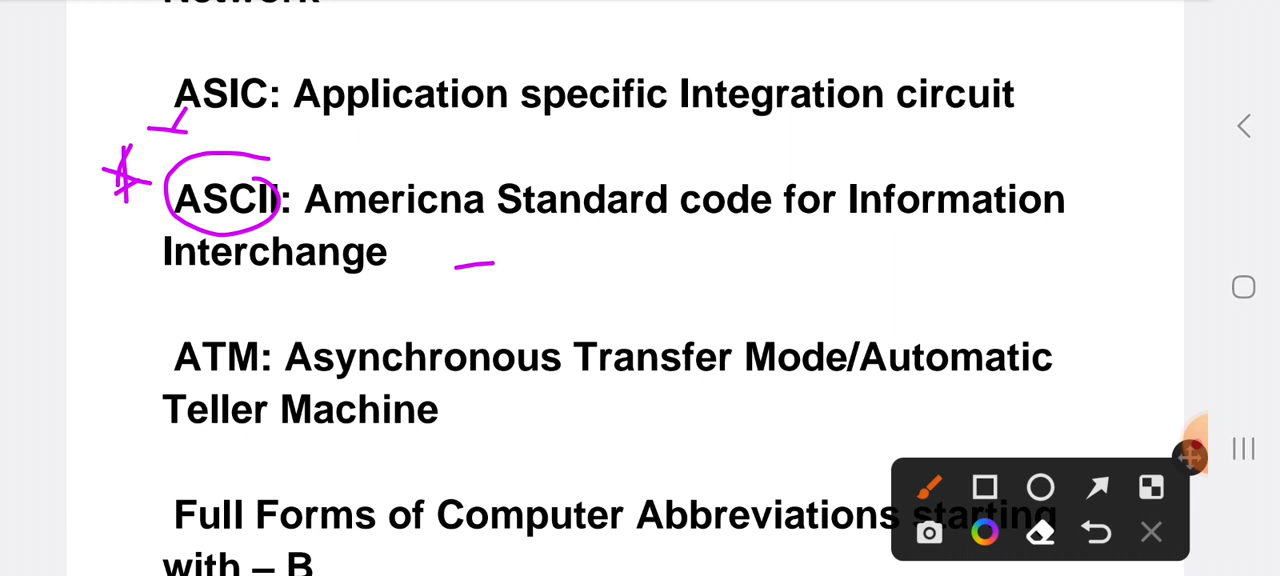 ASIC: Application specific Integration circuit
ASCII: Americna Standard code for Information
Interchange
ATM: Asynchronous Transfer Mode/Automatic
Teller Machine
Full Forms of Computer Abbreviations starting
with – B